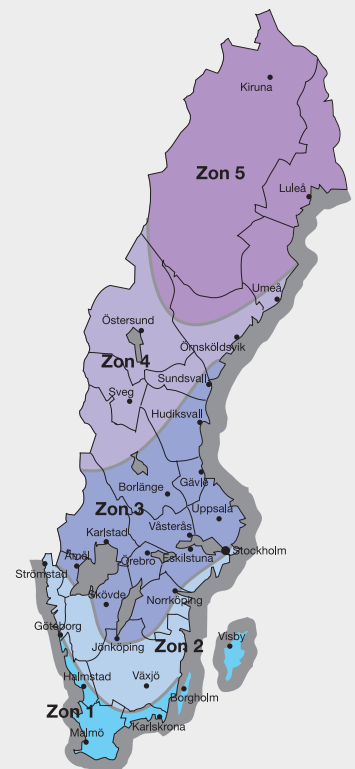 Kiruna
Zon 5
Luleå
Umeå
Östersund
Örnsköldsvik
Zon 4
Sundsvall
Sveg
Hudiksvall
Gävle
Borlänge
Zon 3
Uppsala
Västerås
Karlstad
Stockholm
Åmål
Örebro
Eskilstuna
Strömstad
Skövde
Norrköping
Göteborg
Visby
Jönköping
Zon 2
Halmstad
Växjö
Borgholm
Zon 1
Karlskrona
Malmö